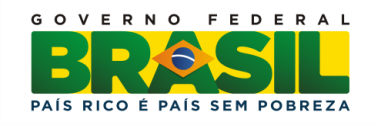 GOVERNO FEDERAL
BRASIL
PAÍS RICO É PAÍS SEM POBREZA